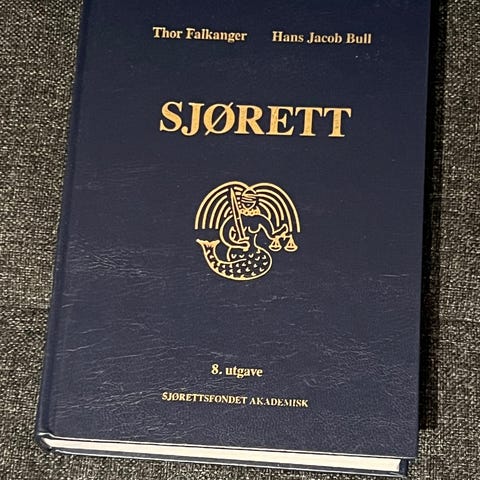 Thor Falkanger Hans Jacob Bull
SJØRETT
8. utgave
SJØRETTSFONDET AKADEMISK